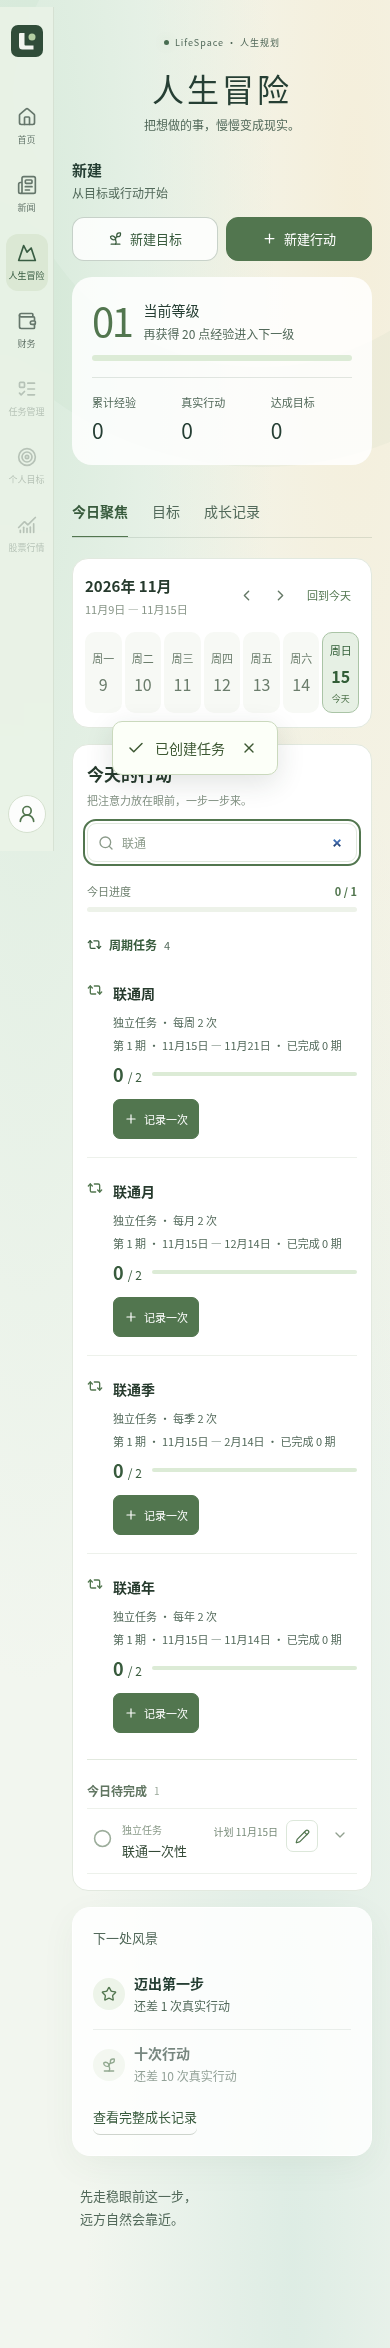 首页
新闻
人生冒险
财务
任务管理
个人目标
股票行情
LifeSpace · 人生规划
人生冒险
把想做的事，慢慢变成现实。
新建
从目标或行动开始
新建目标
新建行动
01
当前等级
再获得 20 点经验进入下一级
累计经验
真实行动
达成目标
0
0
0
今日聚焦
目标
成长记录
2026年 11月
11月9日 — 11月15日
回到今天
周一
周二
周三
周四
周五
周六
周日
9
10
11
12
13
14
15
今天
已创建任务
今天的行动
把注意力放在眼前，一步一步来。
联通
今日进度
0 / 1
周期任务 4
联通周
独立任务 · 每周 2 次
第 1 期 · 11月15日 — 11月21日 · 已完成 0 期
0 / 2
记录一次
联通月
独立任务 · 每月 2 次
第 1 期 · 11月15日 — 12月14日 · 已完成 0 期
0 / 2
记录一次
联通季
独立任务 · 每季 2 次
第 1 期 · 11月15日 — 2月14日 · 已完成 0 期
0 / 2
记录一次
联通年
独立任务 · 每年 2 次
第 1 期 · 11月15日 — 11月14日 · 已完成 0 期
0 / 2
记录一次
今日待完成 1
独立任务
计划 11月15日
联通一次性
下一处风景
迈出第一步
还差 1 次真实行动
十次行动
还差 10 次真实行动
查看完整成长记录
先走稳眼前这一步，
远方自然会靠近。